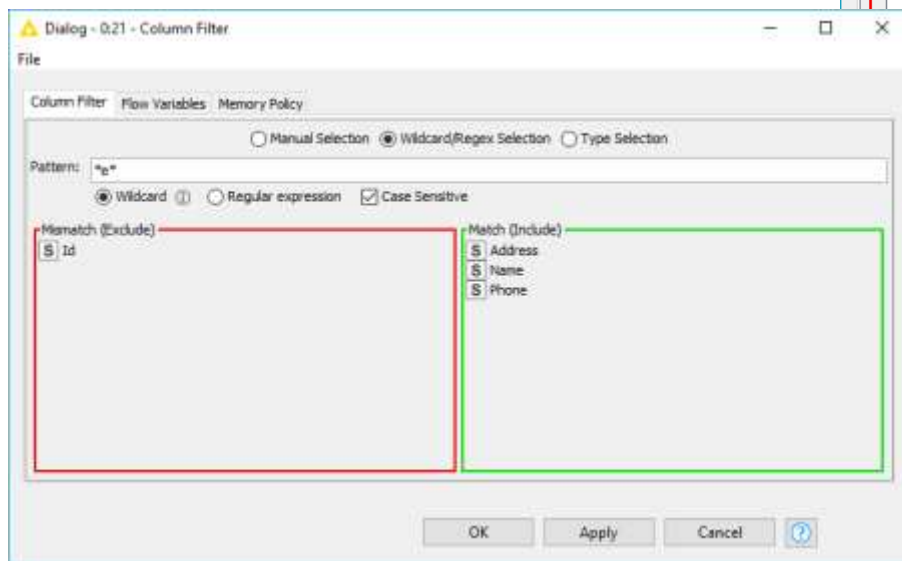 Dialog - 0:21 - Column Filter
File
Column Filter Flow Variables Memory Policy
Manual Selection Wildcard/Regex Selection Type Selection
Pattern: *e*
Wildcard Regular expression Case Sensitive
Mismatch (Exclude) Match (Include)
S Id S Address
S Name
S Phone
OK Apply Cancel ?